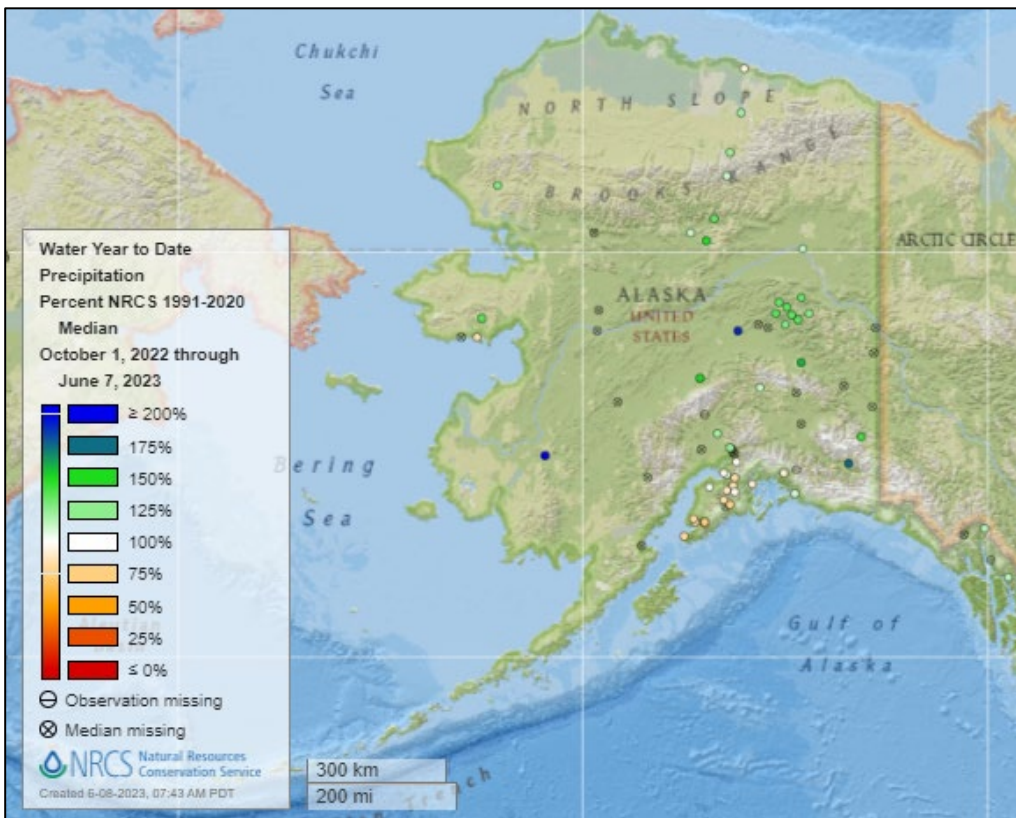 Chukchi
Sea
NORTH SLOPE
BROOKS RANGE
ARCTIC CIRCLE
ALASKA
UNITED
STATES
Bering
Sea
Gulf of
Alaska
Trench
Water Year to Date
Precipitation
Percent NRCS 1991-2020
Median
October 1, 2022 through
June 7, 2023
≥ 200%
175%
150%
125%
100%
75%
50%
25%
≤ 0%
Observation missing
Median missing
NRCS Natural Resources
Conservation Service
Created 6-08-2023, 07:43 AM PDT
300 km
200 mi